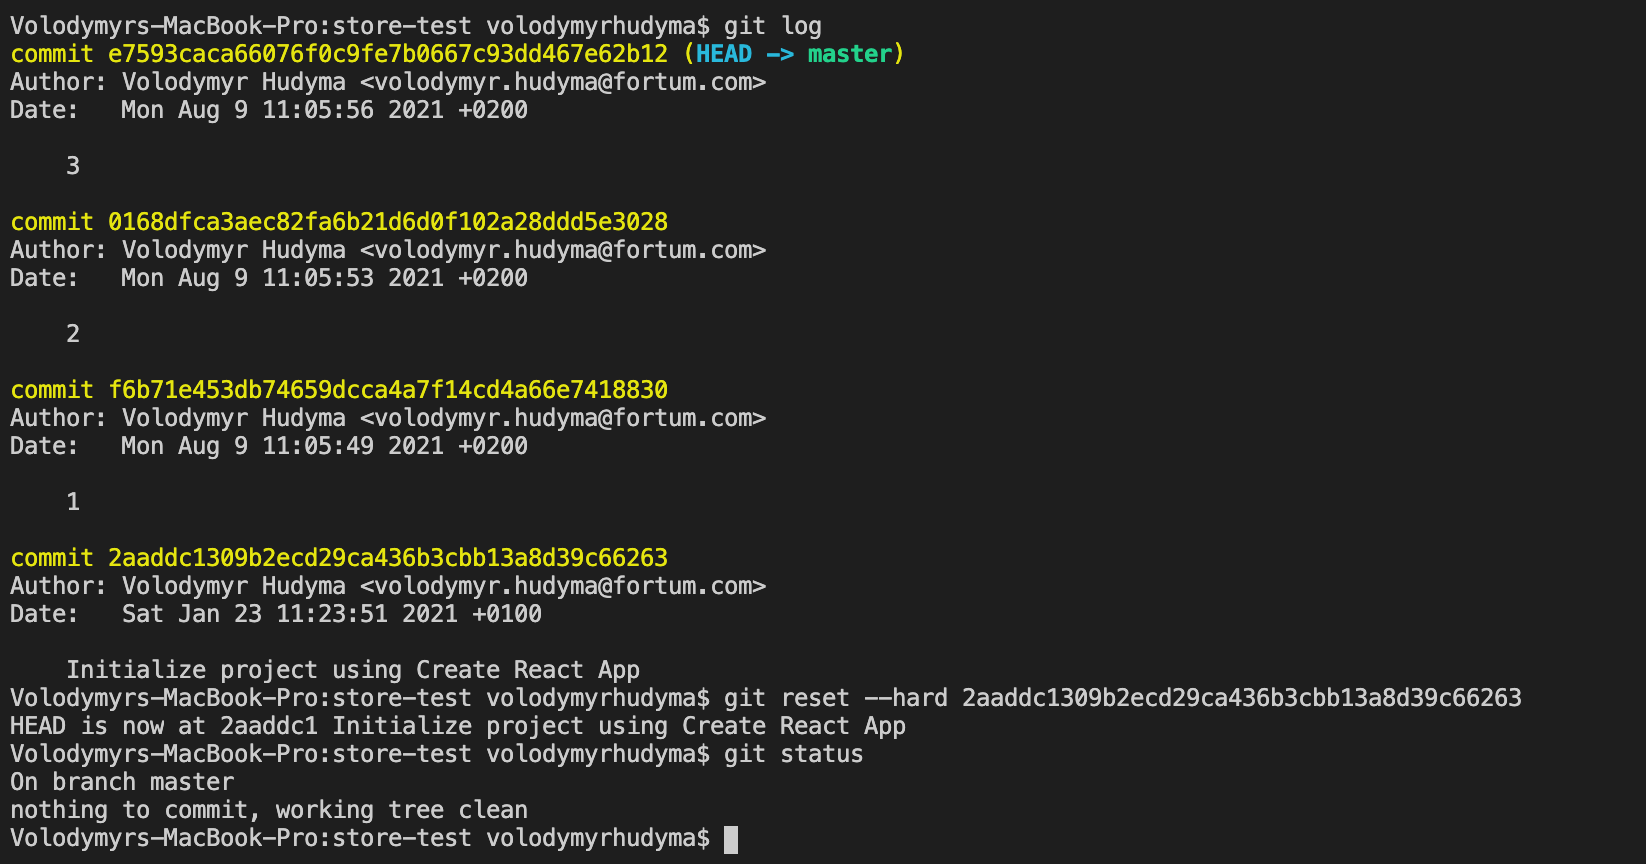 Volodymyrs-MacBook-Pro:store-test volodymyrhudyma$ git log
commit e7593caca66076f0c9fe7b0667c93dd467e62b12 (HEAD -> master)
Author: Volodymyr Hudyma <volodymyr.hudyma@fortum.com>
Date:   Mon Aug 9 11:05:56 2021 +0200

    3

commit 0168dfca3aec82fa6b21d6d0f102a28ddd5e3028
Author: Volodymyr Hudyma <volodymyr.hudyma@fortum.com>
Date:   Mon Aug 9 11:05:53 2021 +0200

    2

commit f6b71e453db74659dcca4a7f14cd4a66e7418830
Author: Volodymyr Hudyma <volodymyr.hudyma@fortum.com>
Date:   Mon Aug 9 11:05:49 2021 +0200

    1

commit 2aaddc1309b2ecd29ca436b3cbb13a8d39c66263
Author: Volodymyr Hudyma <volodymyr.hudyma@fortum.com>
Date:   Sat Jan 23 11:23:51 2021 +0100

    Initialize project using Create React App
Volodymyrs-MacBook-Pro:store-test volodymyrhudyma$ git reset --hard 2aaddc1309b2ecd29ca436b3cbb13a8d39c66263
HEAD is now at 2aaddc1 Initialize project using Create React App
Volodymyrs-MacBook-Pro:store-test volodymyrhudyma$ git status
On branch master
nothing to commit, working tree clean
Volodymyrs-MacBook-Pro:store-test volodymyrhudyma$